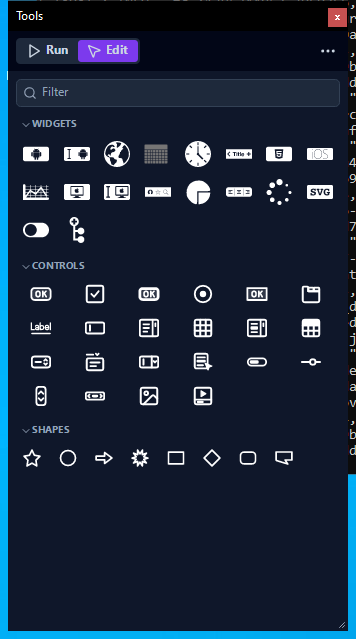 Tools
x
Run Edit
Filter
WIDGETS
Title
iOS
SVG
CONTROLS
OK OK OK
Label
SHAPES